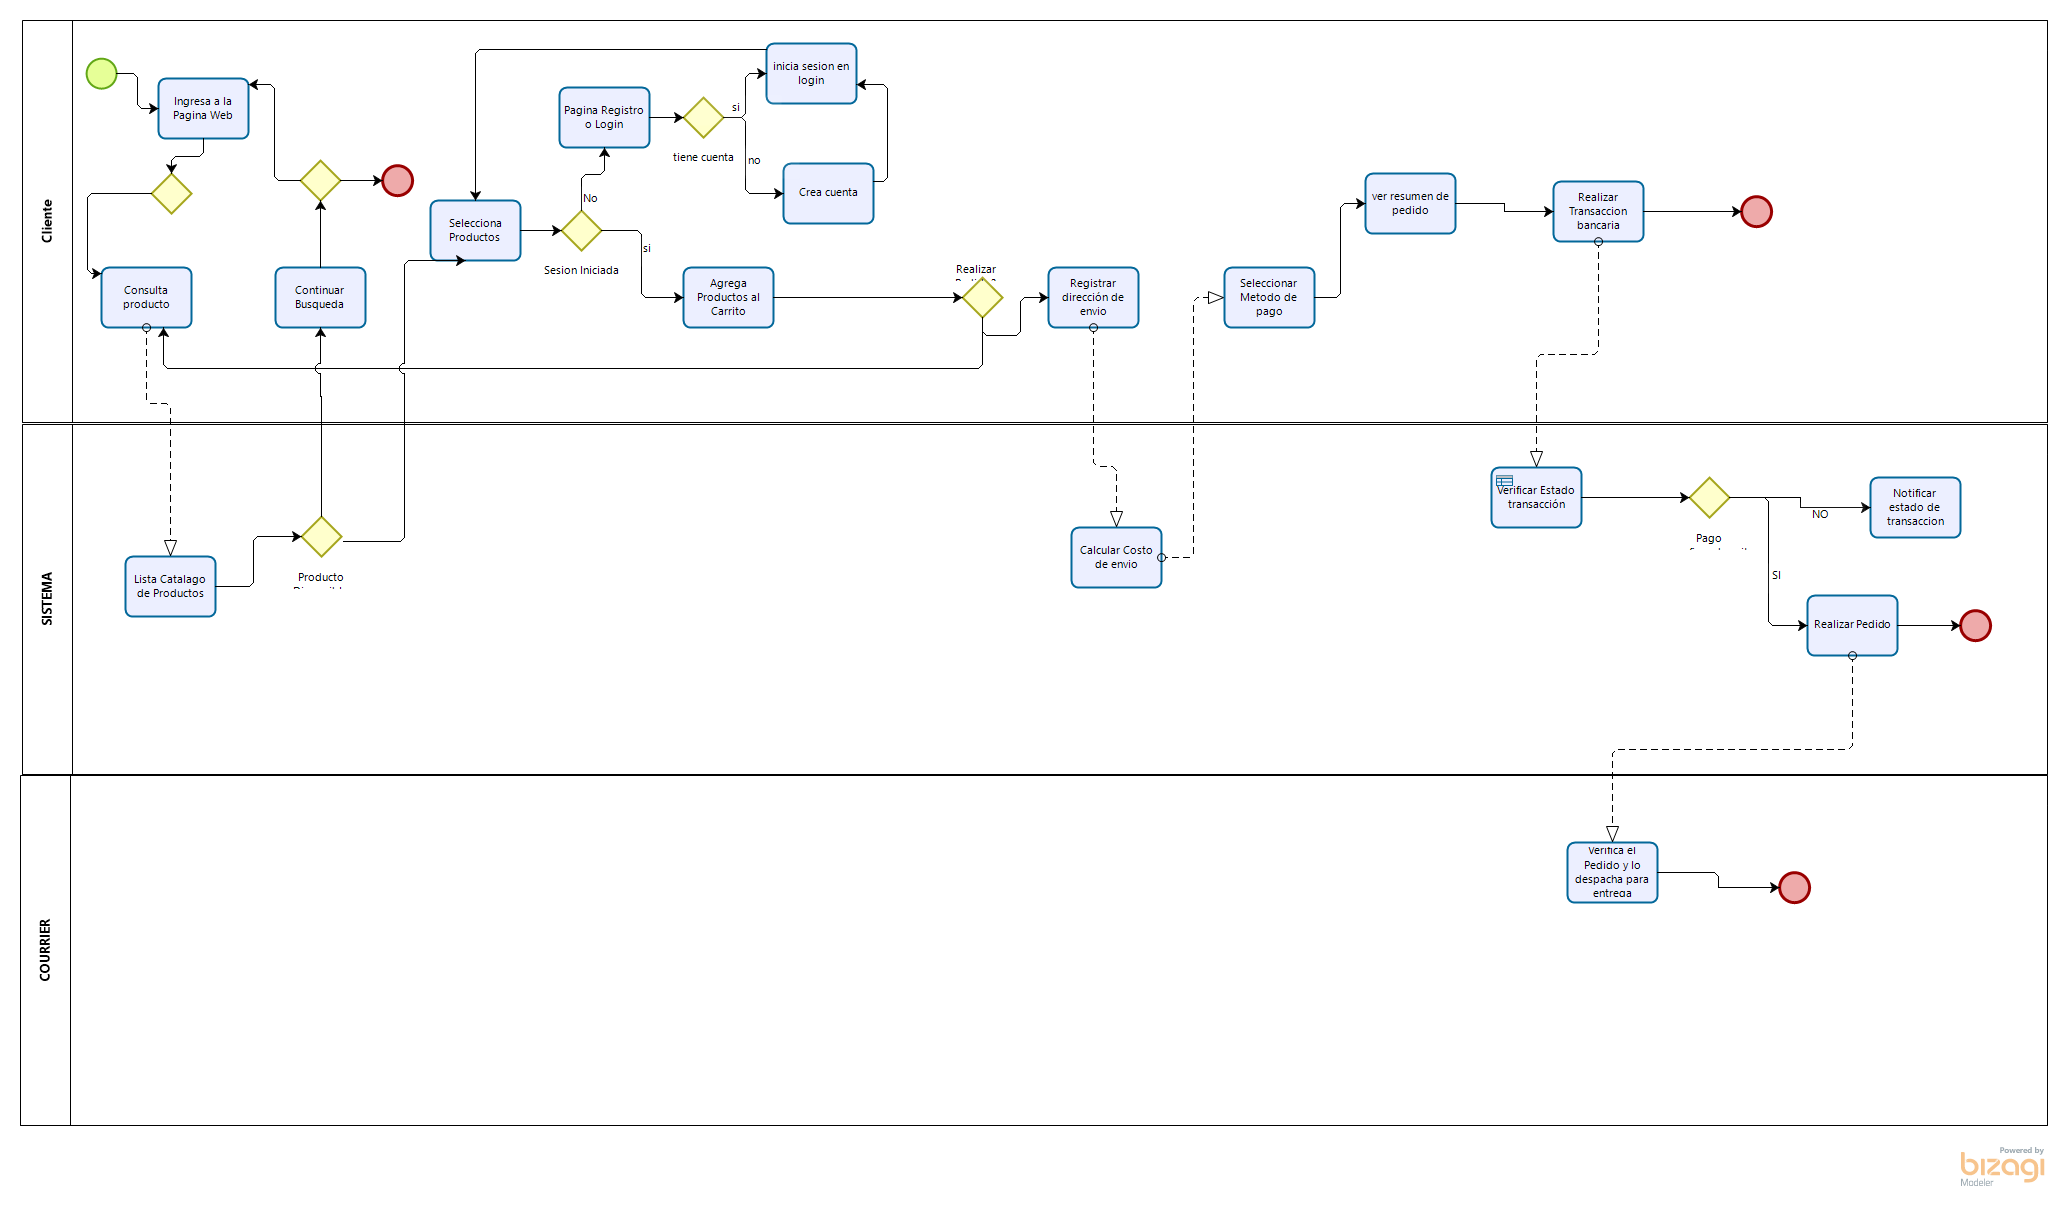 Cliente
Ingresa a la
Pagina Web
Consulta
producto
Continuar
Busqueda
Selecciona
Productos
Pagina Registro
o Login
No
Sesion Iniciada
si
tiene cuenta
si
no
inicia sesion en
login
Crea cuenta
Agrega
Productos al
Carrito
Realizar
Registrar
dirección de
envio
Seleccionar
Metodo de
pago
ver resumen de
pedido
Realizar
Transaccion
bancaria
SISTEMA
Lista Catalago
de Productos
Producto
Calcular Costo
de envio
Verificar Estado
transacción
Pago
NO
SI
Notificar
estado de
transaccion
Realizar Pedido
COURRIER
Verifica el
Pedido y lo
despacha para
entrega
Powered by
bizagi
Modeler